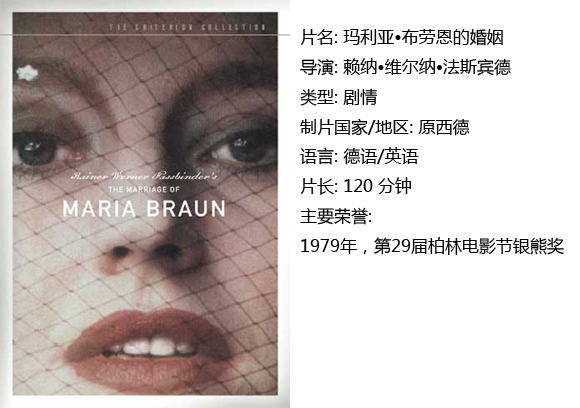 THE CRITERION COLLECTION
Rainer Werner Fassbinder's
THE MARRIAGE OF
MARIA BRAUN
片名: 玛利亚•布劳恩的婚姻
导演: 赖纳•维尔纳•法斯宾德
类型: 剧情
制片国家/地区: 原西德
语言: 德语/英语
片长: 120 分钟
主要荣誉:
1979年，第29届柏林电影节银熊奖